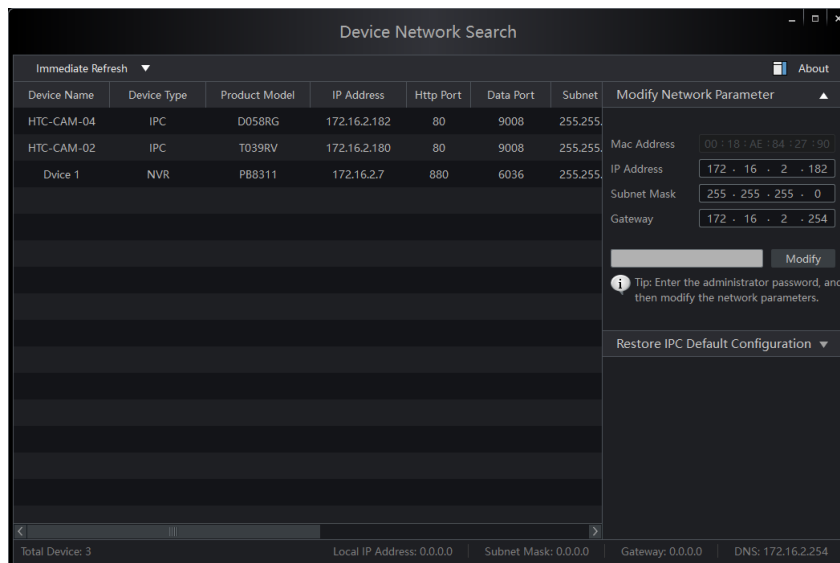 Device Network Search
Immediate Refresh
About
Device Name Device Type Product Model IP Address Http Port Data Port Subnet
HTC-CAM-04 IPC D058RG 172.16.2.182 80 9008 255.255.
HTC-CAM-02 IPC T039RV 172.16.2.180 80 9008 255.255.
Dvice 1 NVR PB8311 172.16.2.7 880 6036 255.255.
Modify Network Parameter
Mac Address 00 : 18 : AE : 84 : 27 : 90
IP Address 172 . 16 . 2 . 182
Subnet Mask 255 . 255 . 255 . 0
Gateway 172 . 16 . 2 . 254
Modify
Tip: Enter the administrator password, and
then modify the network parameters.
Restore IPC Default Configuration
Total Device: 3 Local IP Address: 0.0.0.0 Subnet Mask: 0.0.0.0 Gateway: 0.0.0.0 DNS: 172.16.2.254